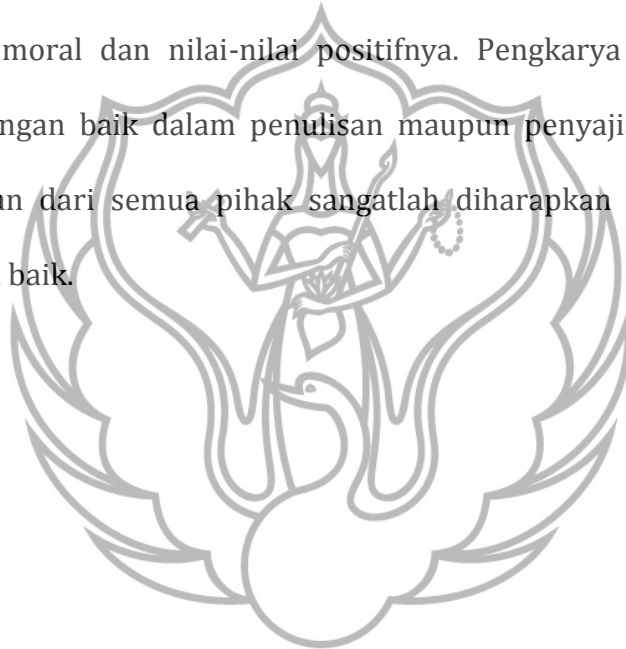 moral dan nilai-nilai positifnya. Pengkarya
ngan baik dalam penulisan maupun penyaji
n dari semua pihak sangatlah diharapkan
baik.